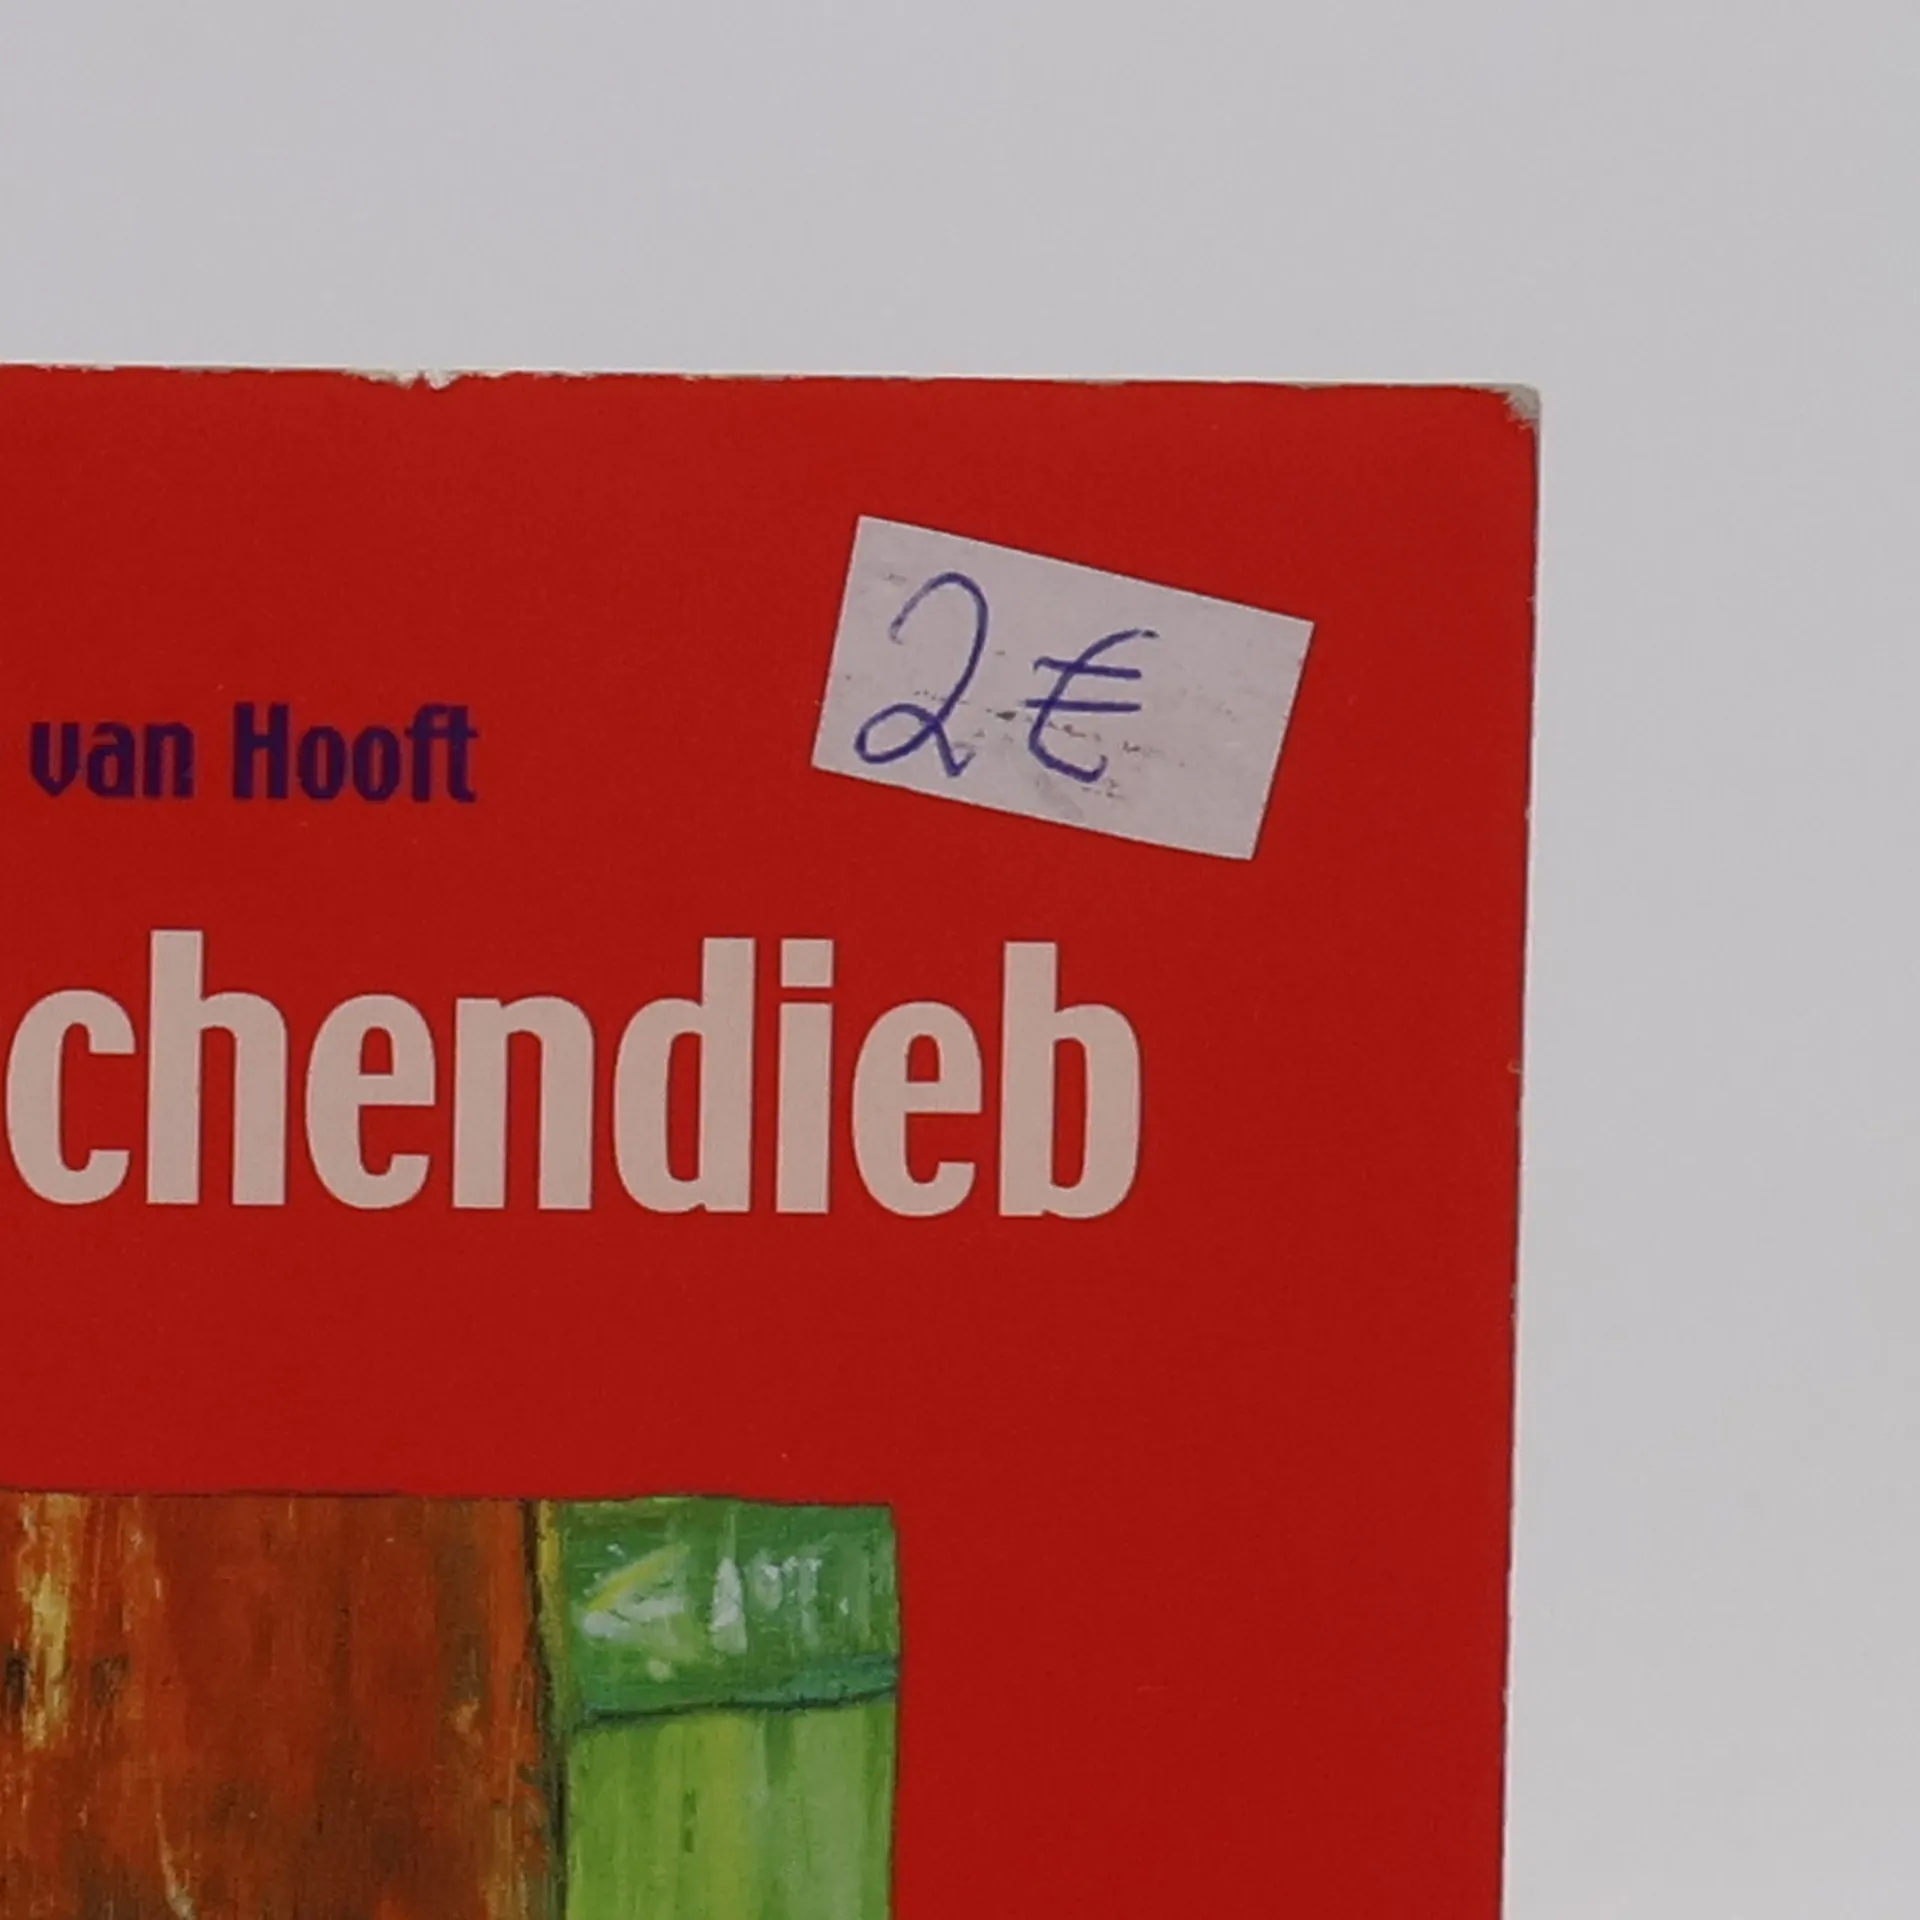 2 €
van Hooft
chendieb